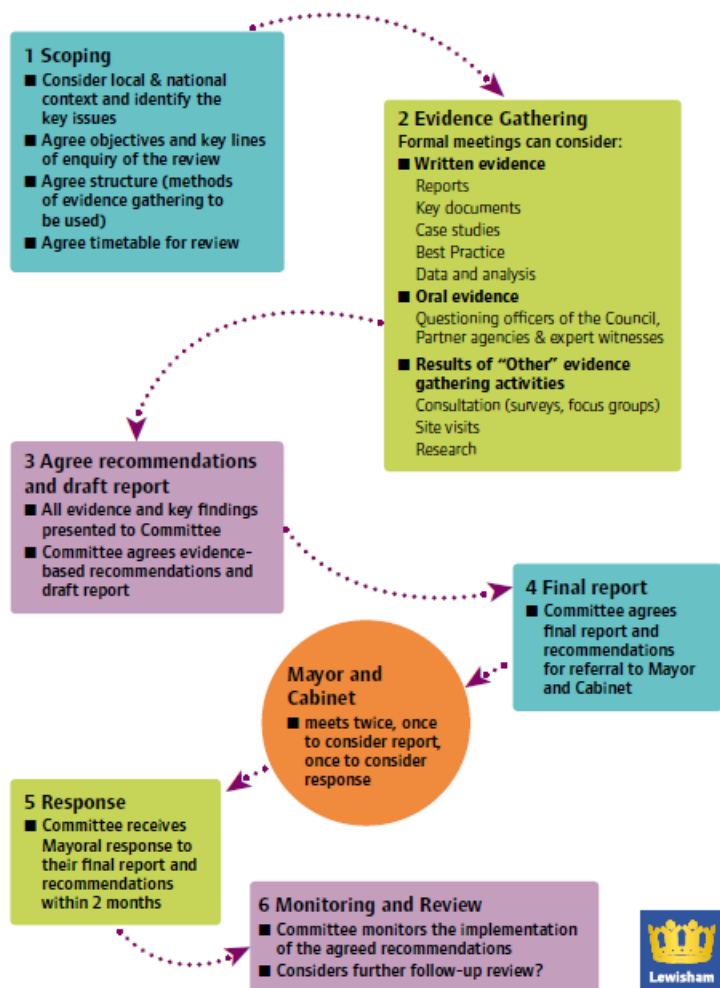 1 Scoping
■ Consider local & national
context and identify the
key issues
■ Agree objectives and key lines
of enquiry of the review
■ Agree structure (methods
of evidence gathering to
be used)
■ Agree timetable for review
2 Evidence Gathering
Formal meetings can consider:
■ Written evidence
Reports
Key documents
Case studies
Best Practice
Data and analysis
■ Oral evidence
Questioning officers of the Council,
Partner agencies & expert witnesses
■ Results of “Other” evidence
gathering activities
Consultation (surveys, focus groups)
Site visits
Research
3 Agree recommendations
and draft report
■ All evidence and key findings
presented to Committee
■ Committee agrees evidence-
based recommendations and
draft report
4 Final report
■ Committee agrees
final report and
recommendations
for referral to Mayor
and Cabinet
Mayor and
Cabinet
■ meets twice, once
to consider report,
once to consider
response
5 Response
■ Committee receives
Mayoral response to
their final report and
recommendations
within 2 months
6 Monitoring and Review
■ Committee monitors the implementation
of the agreed recommendations
■ Considers further follow-up review?
Lewisham